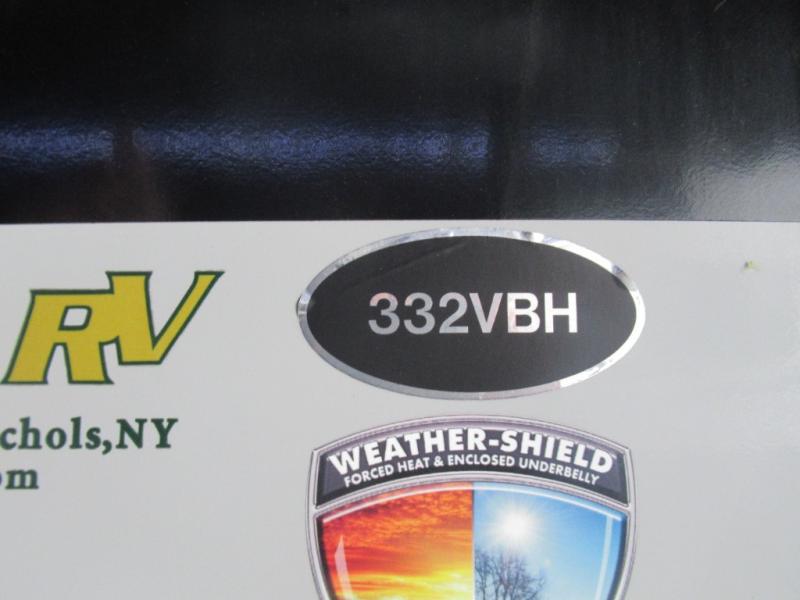 RV
332VBH
chols,NY
om
WEATHER-SHIELD
FORCED HEAT & ENCLOSED UNDERBELLY